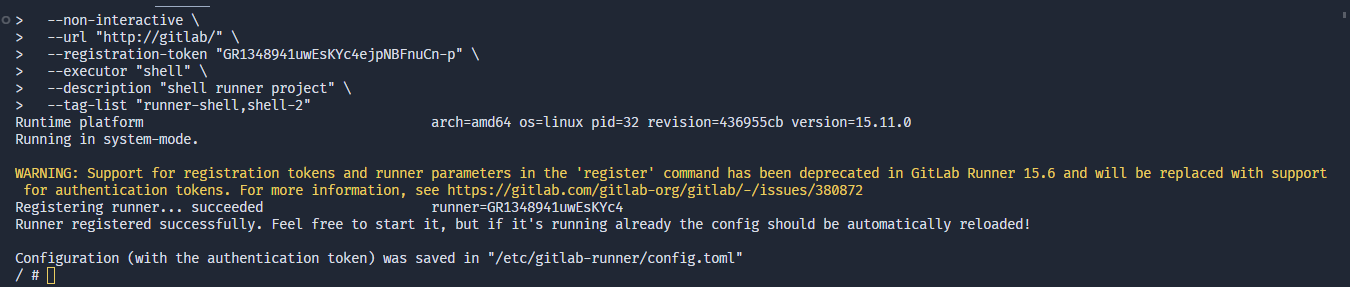 >   --non-interactive \
>   --url "http://gitlab/" \
>   --registration-token "GR1348941uwEsKYc4ejpNBFnuCn-p" \
>   --executor "shell" \
>   --description "shell runner project" \
>   --tag-list "runner-shell,shell-2"
Runtime platform                                    arch=amd64 os=linux pid=32 revision=436955cb version=15.11.0
Running in system-mode.
WARNING: Support for registration tokens and runner parameters in the 'register' command has been deprecated in GitLab Runner 15.6 and will be replaced with support
 for authentication tokens. For more information, see https://gitlab.com/gitlab-org/gitlab/-/issues/380872
Registering runner... succeeded                     runner=GR1348941uwEsKYc4
Runner registered successfully. Feel free to start it, but if it's running already the config should be automatically reloaded!
Configuration (with the authentication token) was saved in "/etc/gitlab-runner/config.toml"
/ #